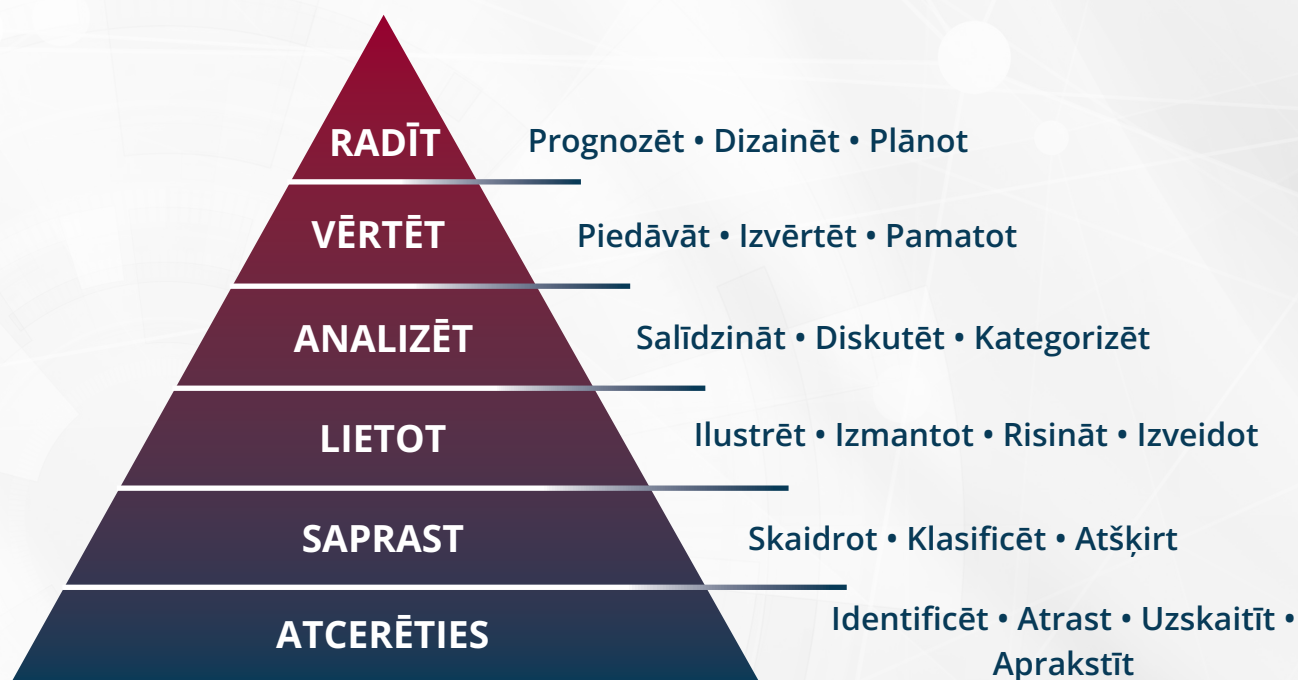 RADĪT
Prognozēt • Dizainēt • Plānot
VĒRTĒT
Piedāvāt • Izvērtēt • Pamatot
ANALIZĒT
Salīdzināt • Diskutēt • Kategorizēt
LIETOT
Ilustrēt • Izmantot • Risināt • Izveidot
SAPRAST
Skaidrot • Klasificēt • Atšķirt
ATCERĒTIES
Identificēt • Atrast • Uzskaitīt •
Aprakstīt